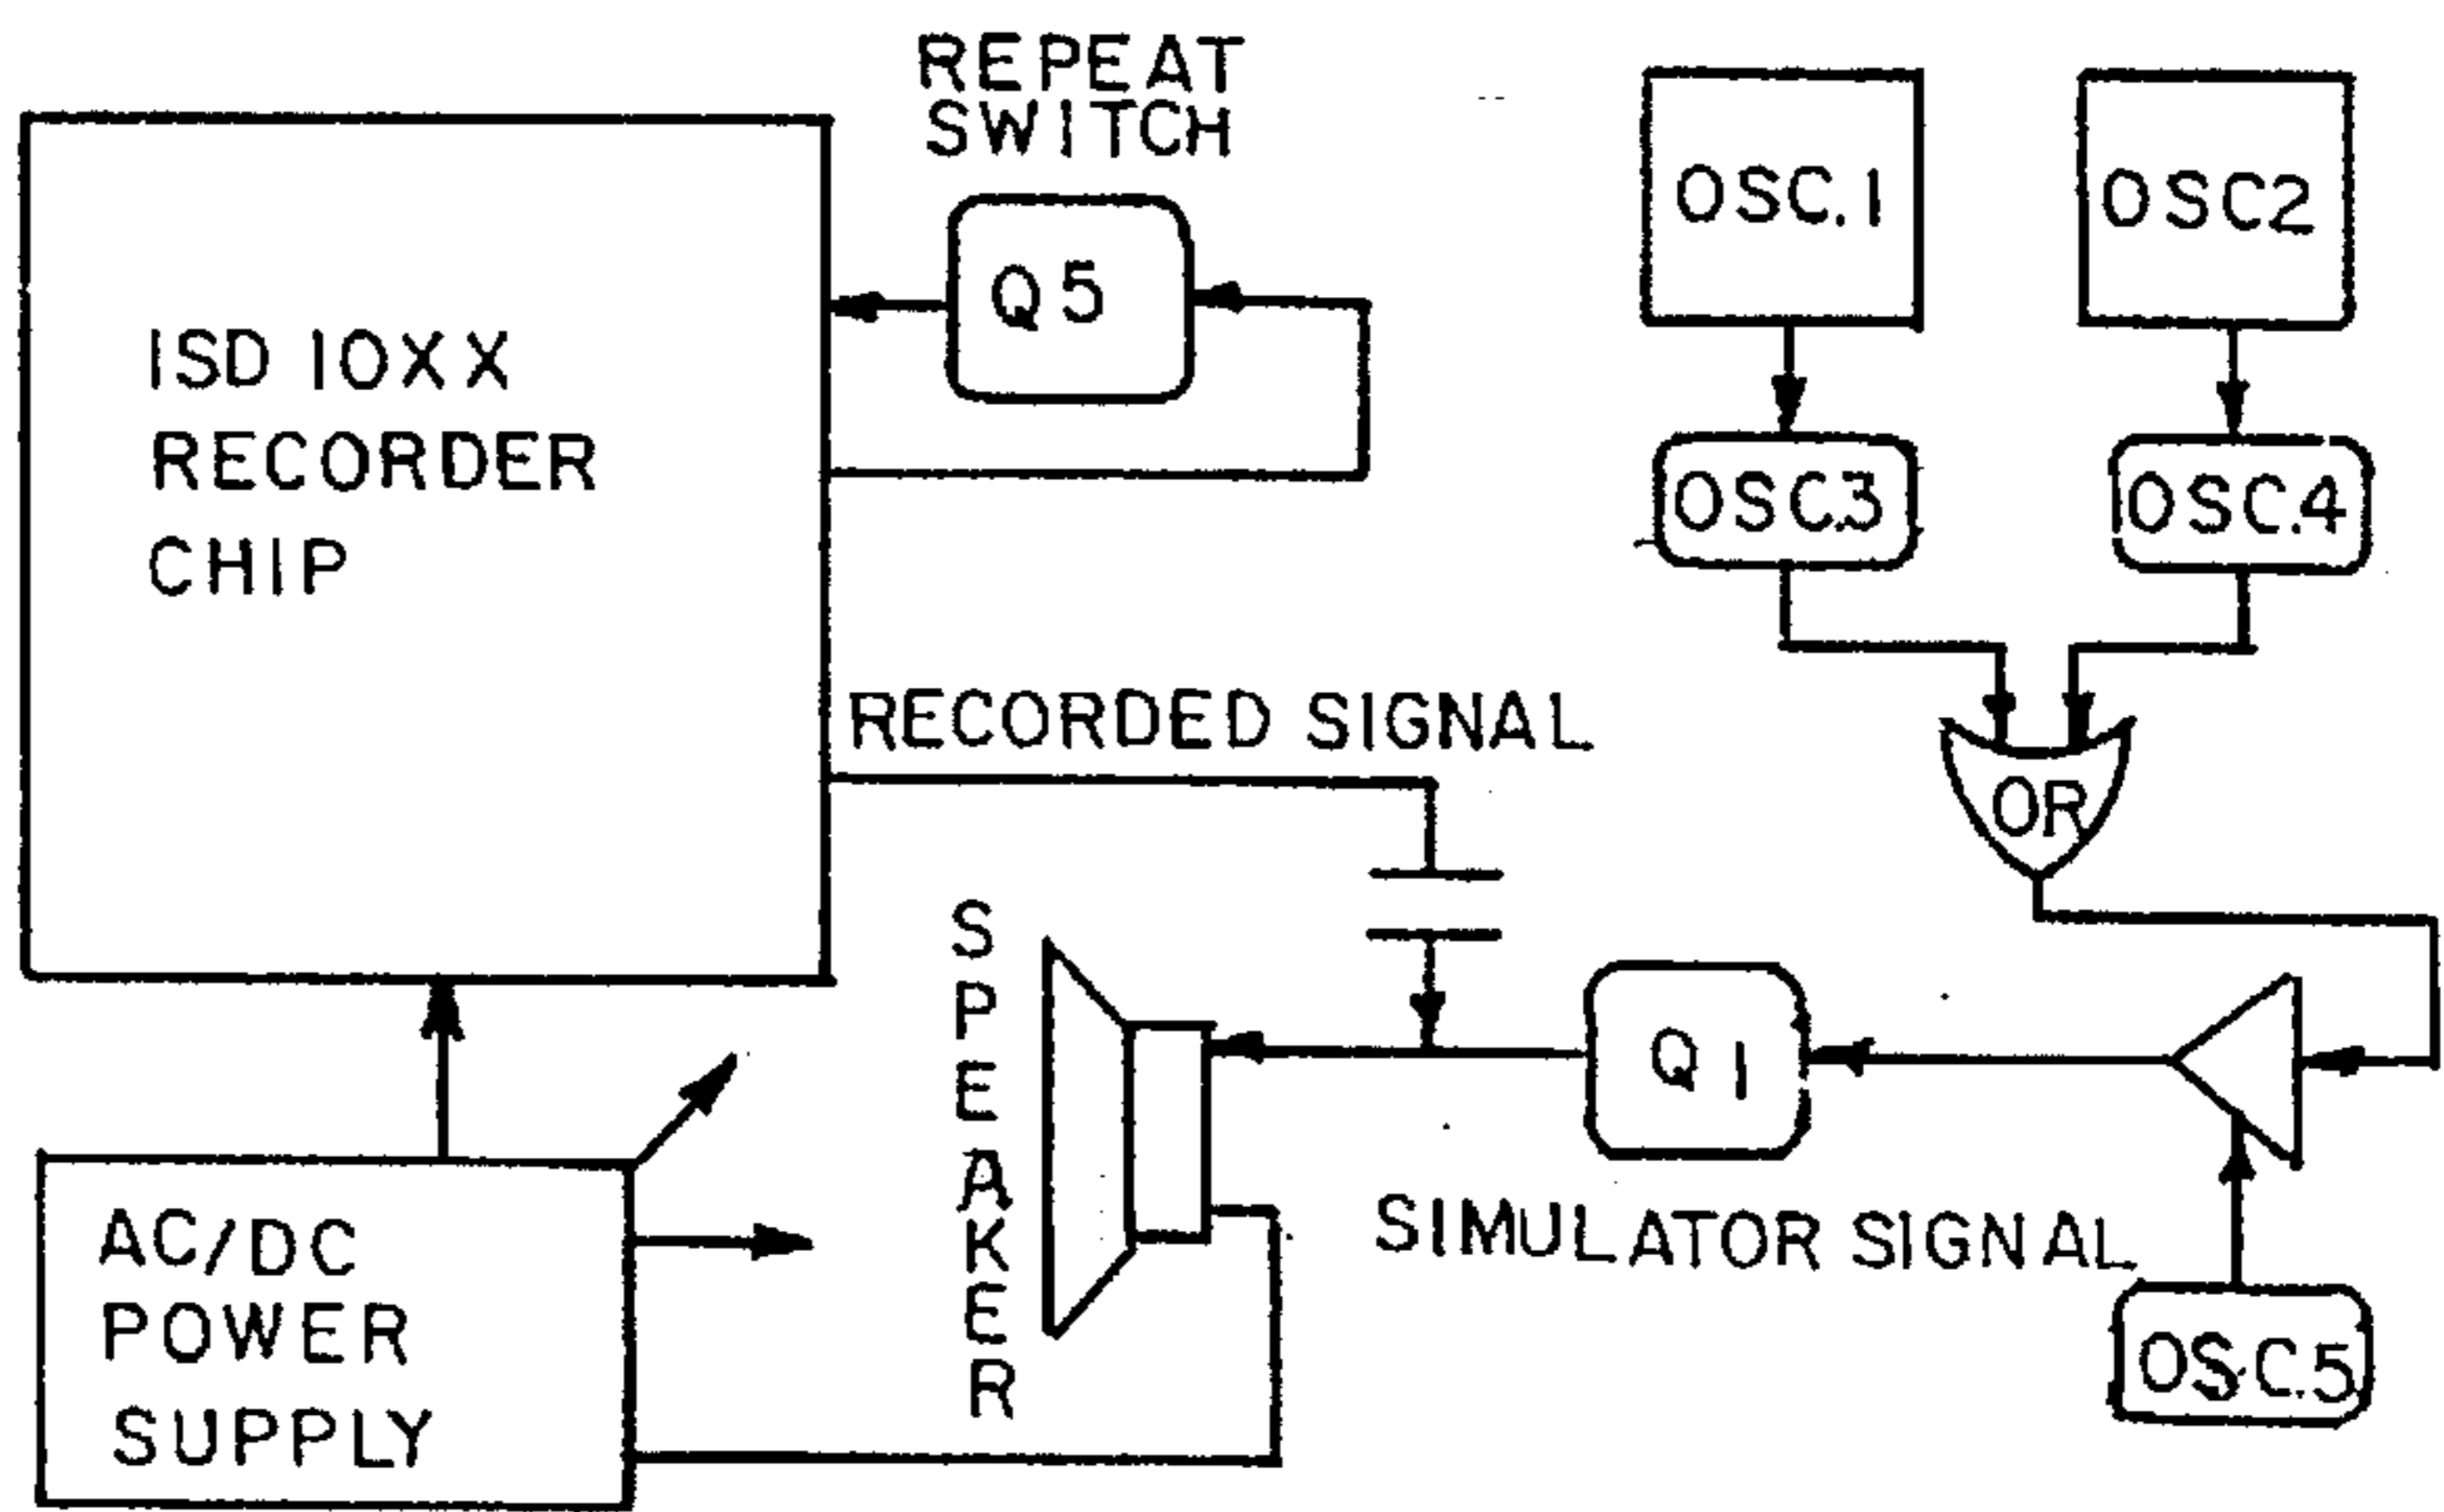 REPEAT
SWITCH
Q5
ISD 10XX
RECORDER
CHIP
OSC.1
OSC2
OSC.3
OSC.4
OR
RECORDED SIGNAL
SPEAKER
Q1
SIMULATOR SIGNAL
OSC.5
AC/DC
POWER
SUPPLY